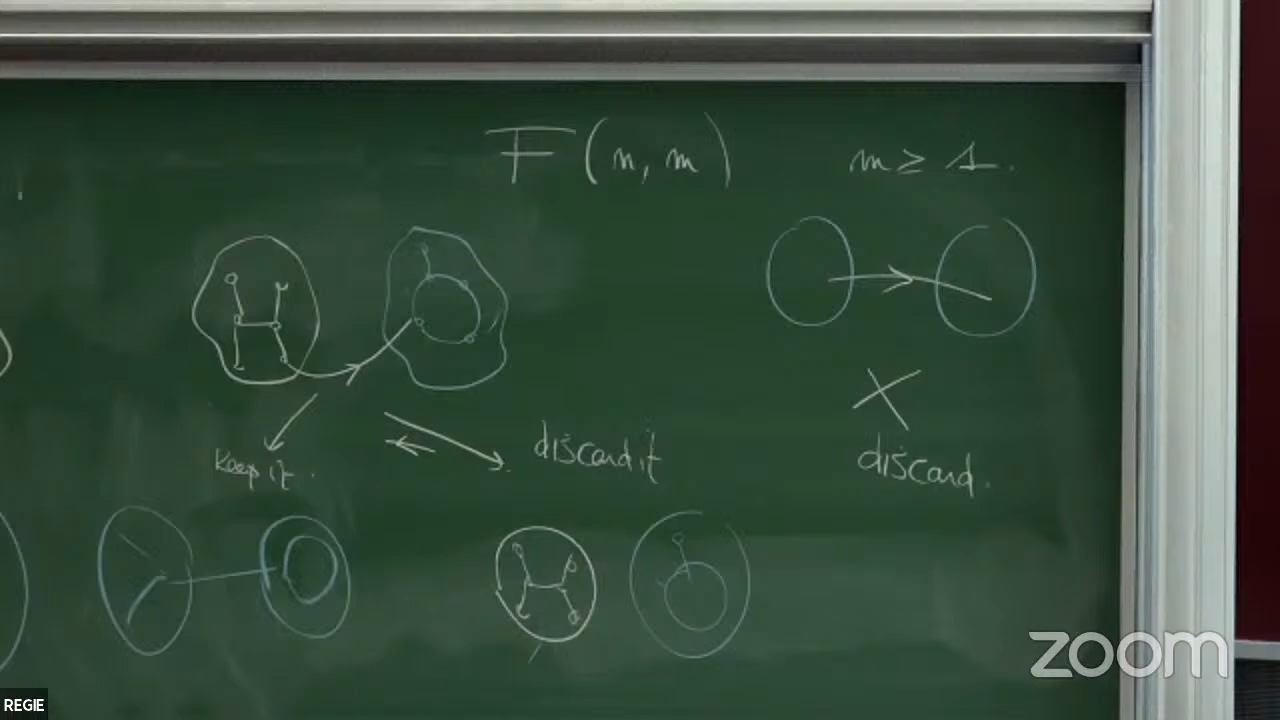 F(n, m) m ≥ 1.
keep it.
discard it
discard.
zoom
REGIE